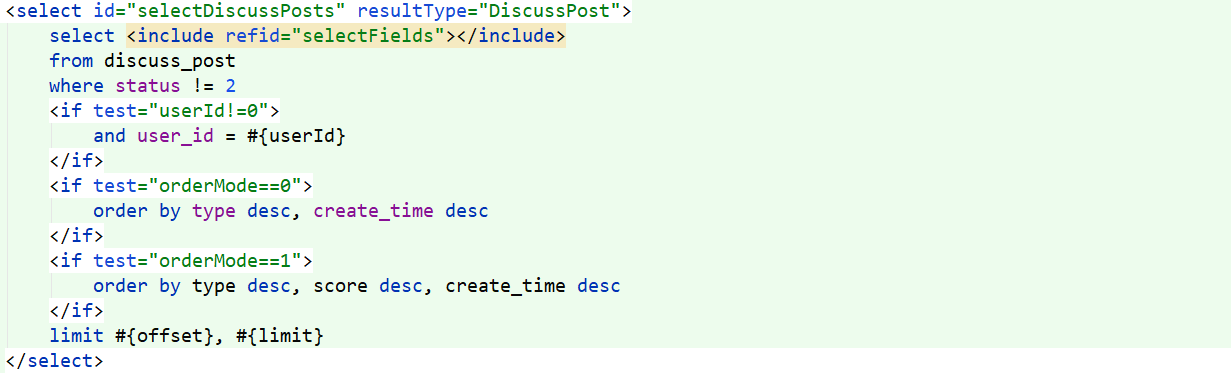 <select id="selectDiscussPosts" resultType="DiscussPost">
    select <include refid="selectFields"></include>
    from discuss_post
    where status != 2
    <if test="userId!=0">
        and user_id = #{userId}
    </if>
    <if test="orderMode==0">
        order by type desc, create_time desc
    </if>
    <if test="orderMode==1">
        order by type desc, score desc, create_time desc
    </if>
    limit #{offset}, #{limit}
</select>